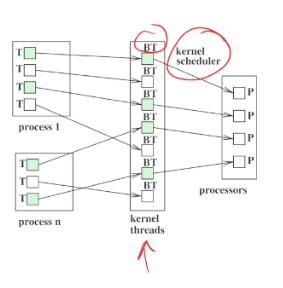 BT
kernel
scheduler
T
T
BT
T
BT
P
T
BT
P
process 1
BT
P
T
BT
P
T
BT
processors
T
process n
kernel
threads